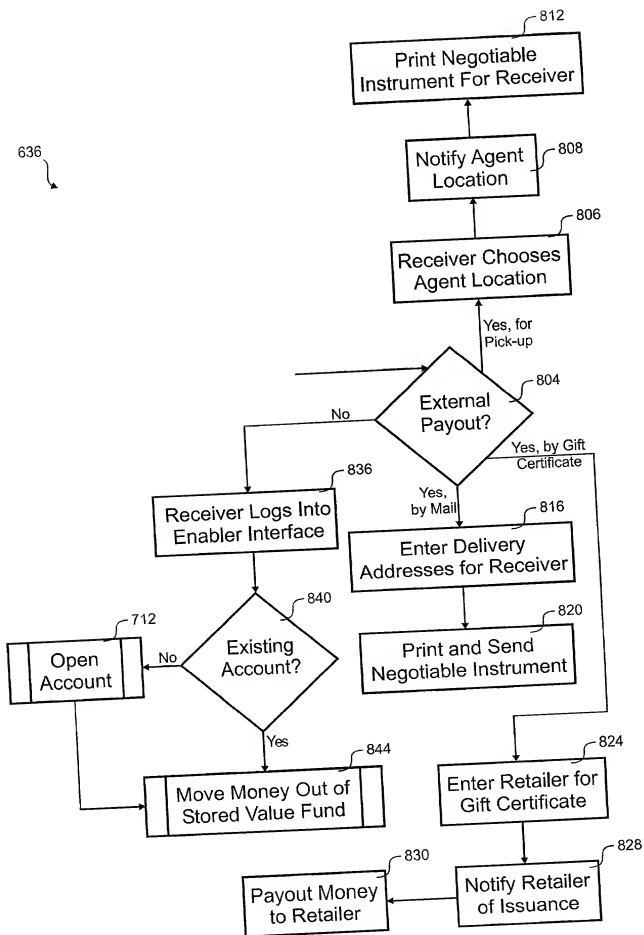 812
Print Negotiable
Instrument For Receiver
636
808
Notify Agent
Location
806
Receiver Chooses
Agent Location
Yes, for
Pick-up
804
External
Payout?
No
Yes, by Gift
Certificate
836
Receiver Logs Into
Enabler Interface
Yes,
by Mail
816
Enter Delivery
Addresses for Receiver
840
Existing
Account?
712
Open
Account
No
820
Print and Send
Negotiable Instrument
Yes
844
Move Money Out of
Stored Value Fund
824
Enter Retailer for
Gift Certificate
828
Notify Retailer
of Issuance
830
Payout Money
to Retailer